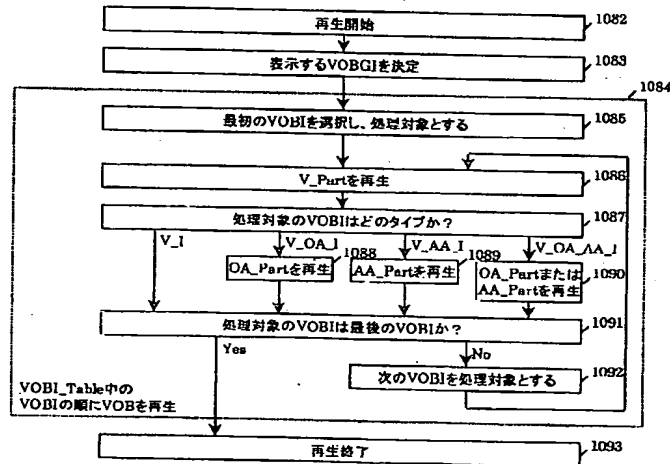 再生開始
1082
表示するVOBGIを決定
1083
1084
最初のVOBIを選択し、処理対象とする
1085
V_Partを再生
1086
処理対象のVOBIはどのタイプか?
1087
V_I
V_OA_I
V_AA_I
V_OA_AA_I
OA_Partを再生
1088
AA_Partを再生
1089
OA_Partまたは
AA_Partを再生
1090
処理対象のVOBIは最後のVOBIか?
1091
Yes
No
次のVOBIを処理対象とする
1092
VOBI_Table中の
VOBIの順にVOBを再生
再生終了
1093